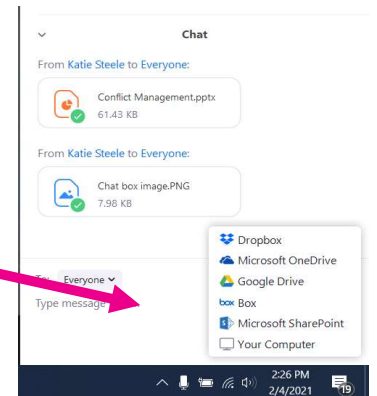 Chat
From Katie Steele to Everyone:
Conflict Management.pptx
61.43 KB
From Katie Steele to Everyone:
Chat box image.PNG
7.98 KB
Dropbox
Microsoft OneDrive
Google Drive
box Box
Microsoft SharePoint
Your Computer
To: Everyone
Type message
2:26 PM
2/4/2021
19